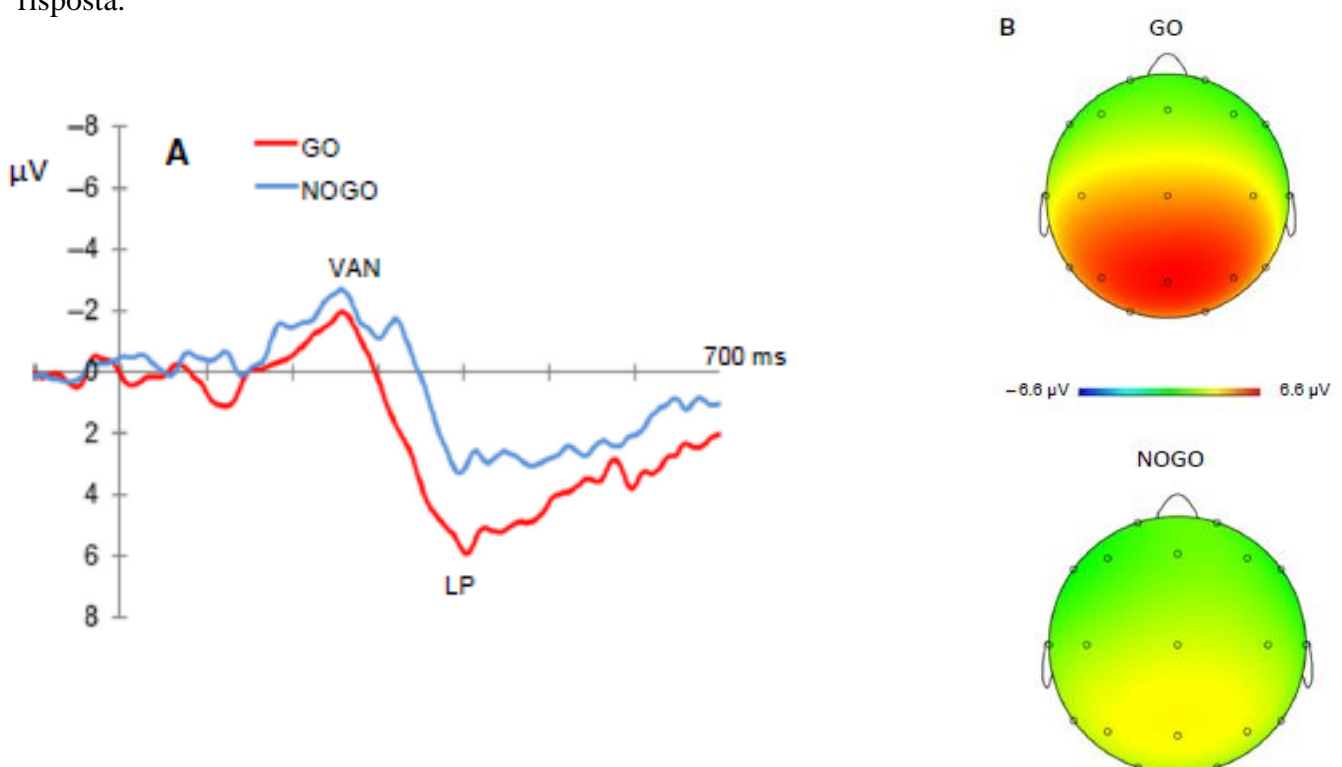 risposta.
A
GO
NOGO
µV
–8
–6
–4
–2
0
2
4
6
8
VAN
LP
700 ms
B
GO
–6.6 µV
6.6 µV
NOGO